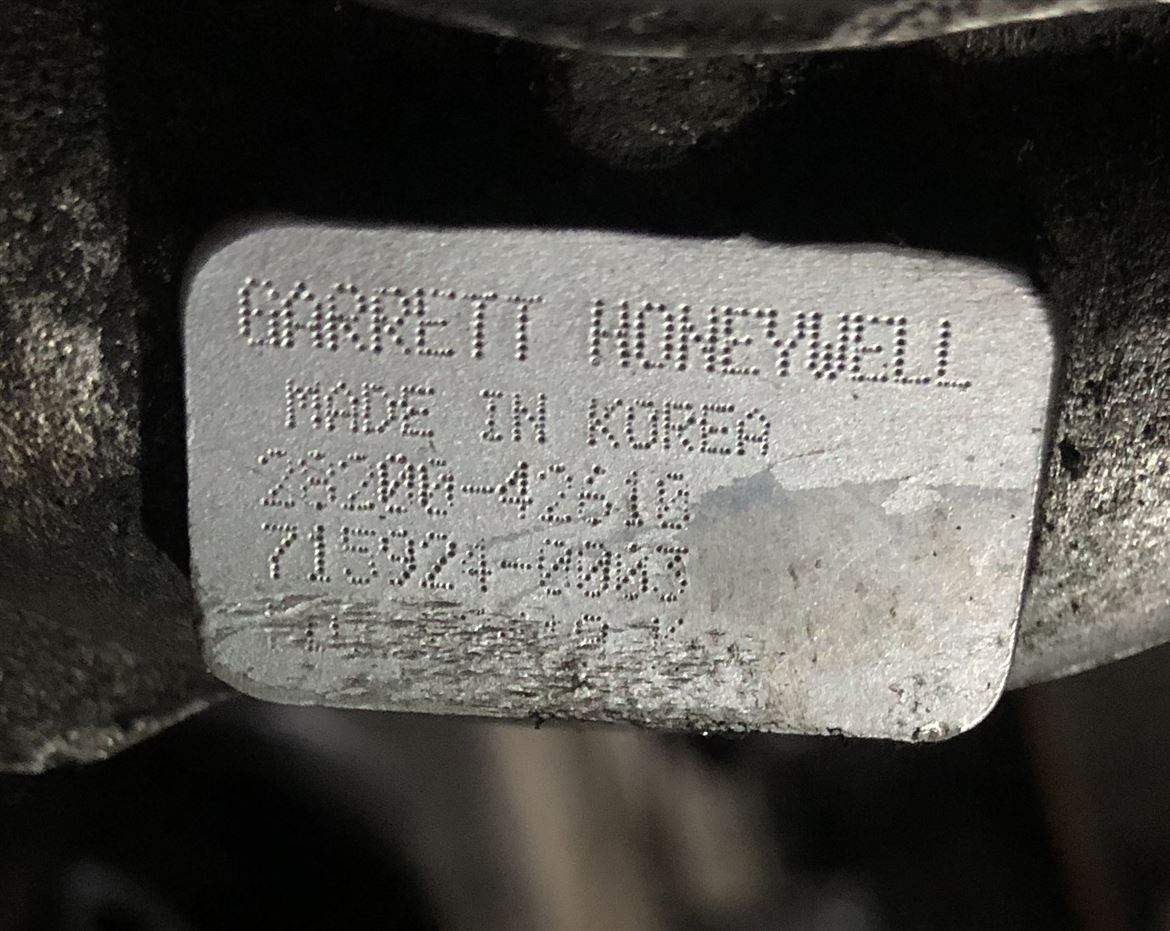 GARRETT HONEYWELL
MADE IN KOREA
28200-42610
715924-0003